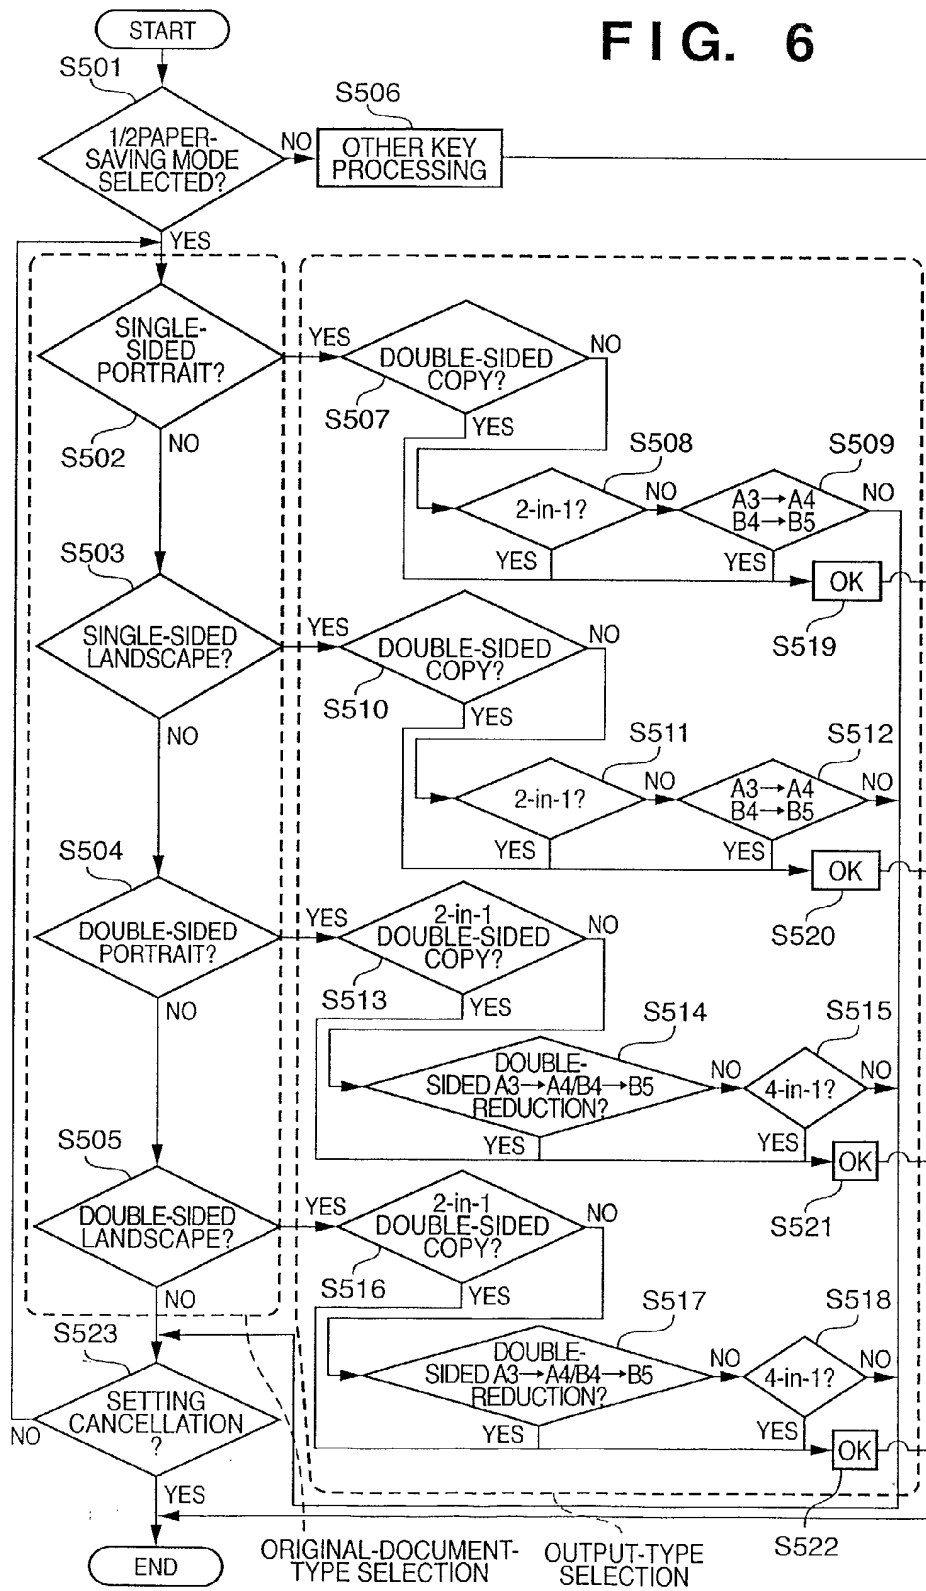 FIG. 6
START
S501
1/2PAPER-
SAVING MODE
SELECTED?
NO
S506
OTHER KEY
PROCESSING
YES
SINGLE-
SIDED
PORTRAIT?
S502
YES
NO
DOUBLE-SIDED
COPY?
S507
NO
YES
S508
2-in-1?
NO
YES
S509
A3→A4
B4→B5
NO
YES
OK
S519
S503
SINGLE-SIDED
LANDSCAPE?
YES
NO
DOUBLE-SIDED
COPY?
S510
NO
YES
S511
2-in-1?
NO
YES
S512
A3→A4
B4→B5
NO
YES
OK
S520
S504
DOUBLE-SIDED
PORTRAIT?
YES
NO
2-in-1
DOUBLE-SIDED
COPY?
S513
NO
YES
S514
DOUBLE-
SIDED A3→A4/B4→B5
REDUCTION?
NO
YES
S515
4-in-1?
NO
YES
OK
S521
S505
DOUBLE-SIDED
LANDSCAPE?
YES
NO
2-in-1
DOUBLE-SIDED
COPY?
S516
NO
YES
S517
DOUBLE-
SIDED A3→A4/B4→B5
REDUCTION?
NO
YES
S518
4-in-1?
NO
YES
OK
S522
S523
SETTING
CANCELLATION
?
NO
YES
END
ORIGINAL-DOCUMENT-
TYPE SELECTION
OUTPUT-TYPE
SELECTION